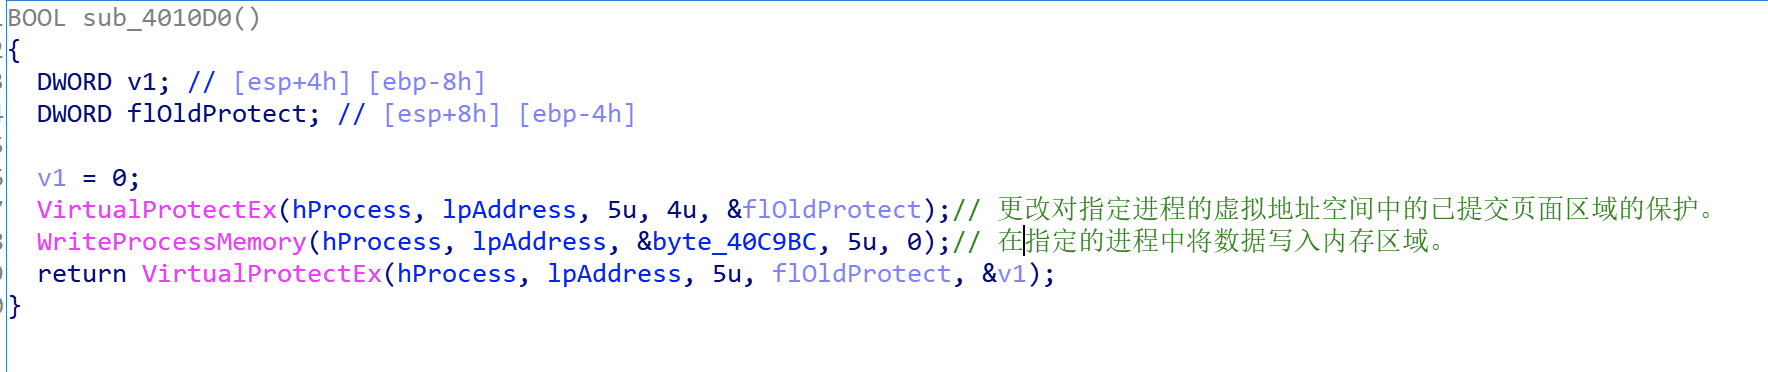 BOOL sub_4010D0()
{
DWORD v1; // [esp+4h] [ebp-8h]
DWORD flOldProtect; // [esp+8h] [ebp-4h]
v1 = 0;
VirtualProtectEx(hProcess, lpAddress, 5u, 4u, &flOldProtect);// 更改对指定进程的虚拟地址空间中的已提交页面区域的保护。
WriteProcessMemory(hProcess, lpAddress, &byte_40C9BC, 5u, 0);// 在指定的进程中将数据写入内存区域。
return VirtualProtectEx(hProcess, lpAddress, 5u, flOldProtect, &v1);
}